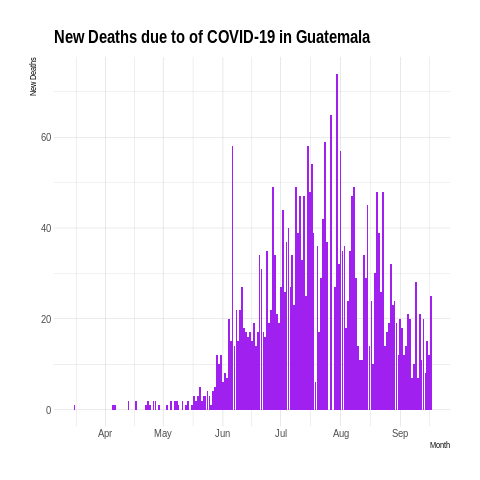 New Deaths due to of COVID-19 in Guatemala
New Deaths
60
40
20
0
Apr May Jun Jul Aug Sep
Month